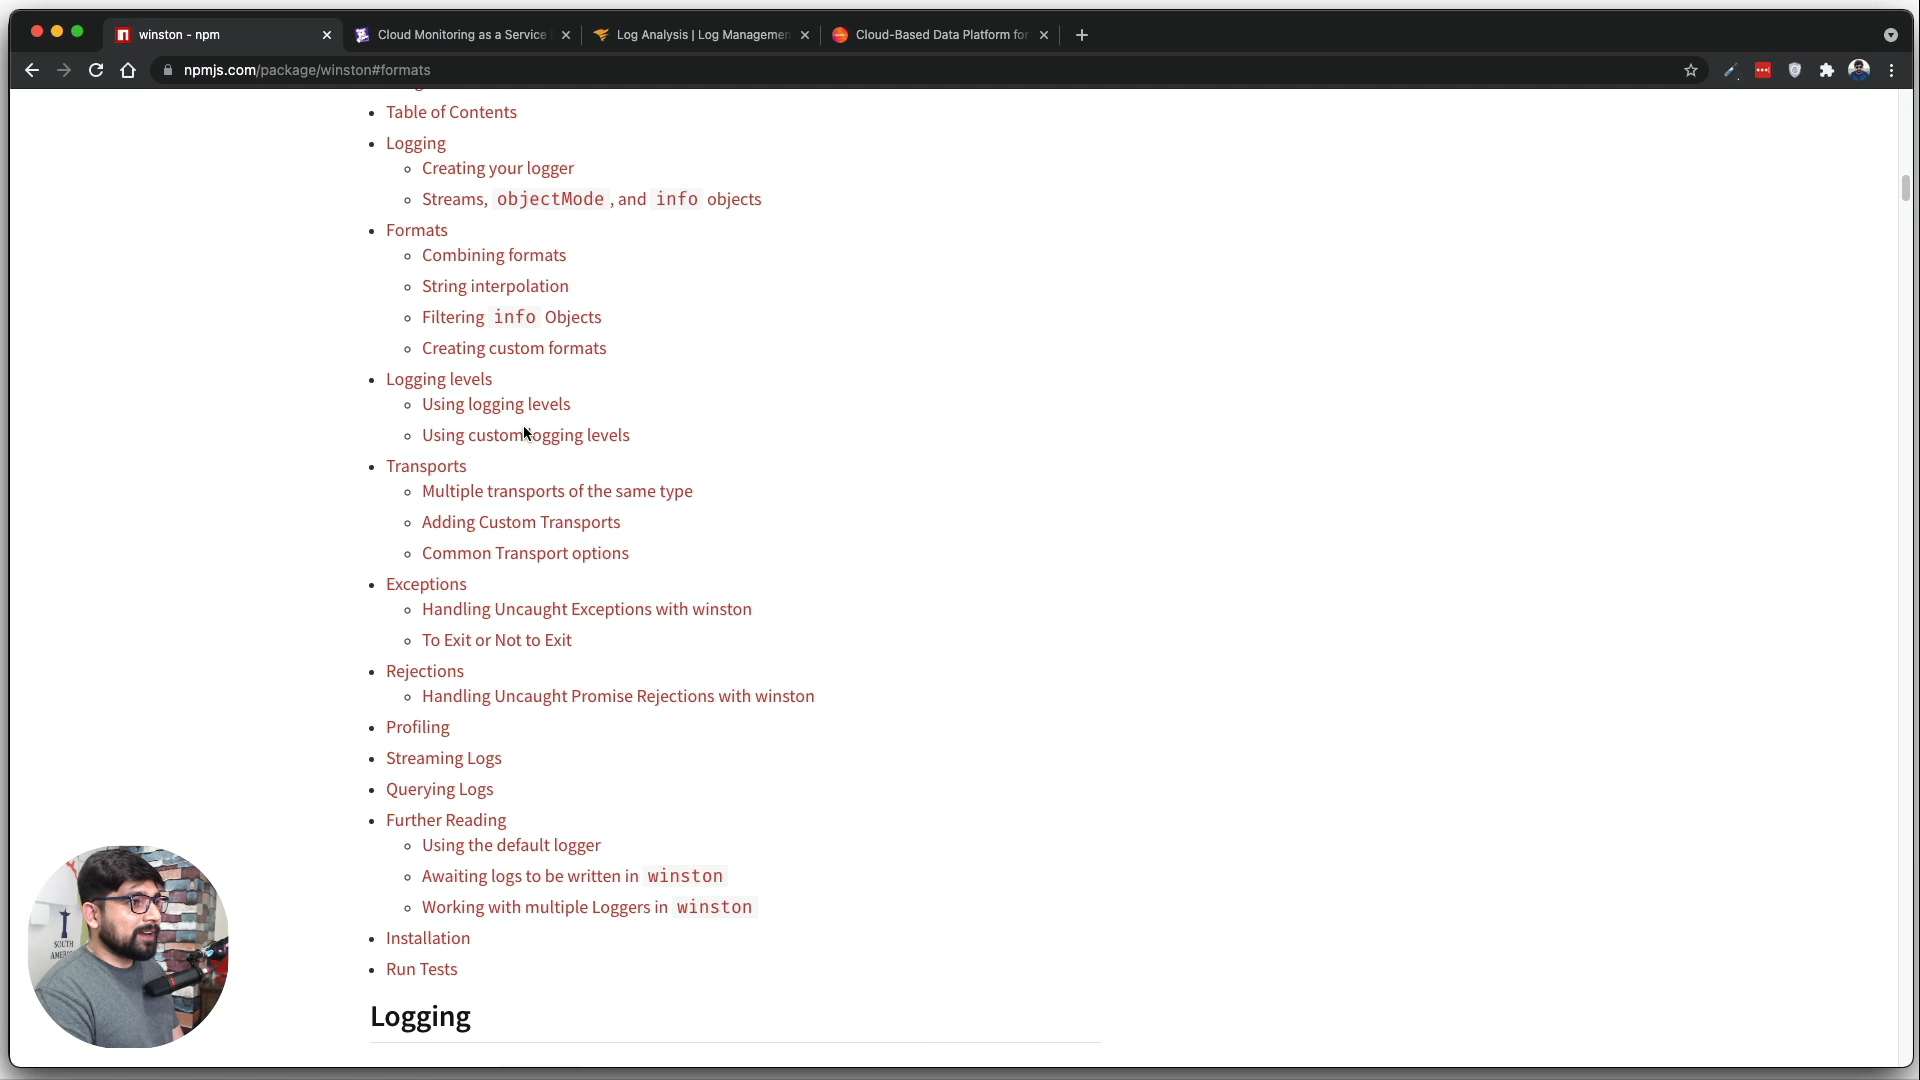 winston - npm
Cloud Monitoring as a Service
Log Analysis | Log Managemen
Cloud-Based Data Platform for
npmjs.com/package/winston#formats
Table of Contents
Logging
Creating your logger
Streams, objectMode , and info objects
Formats
Combining formats
String interpolation
Filtering info Objects
Creating custom formats
Logging levels
Using logging levels
Using custom logging levels
Transports
Multiple transports of the same type
Adding Custom Transports
Common Transport options
Exceptions
Handling Uncaught Exceptions with winston
To Exit or Not to Exit
Rejections
Handling Uncaught Promise Rejections with winston
Profiling
Streaming Logs
Querying Logs
Further Reading
Using the default logger
Awaiting logs to be written in winston
Working with multiple Loggers in winston
Installation
Run Tests
SOUTH
Logging